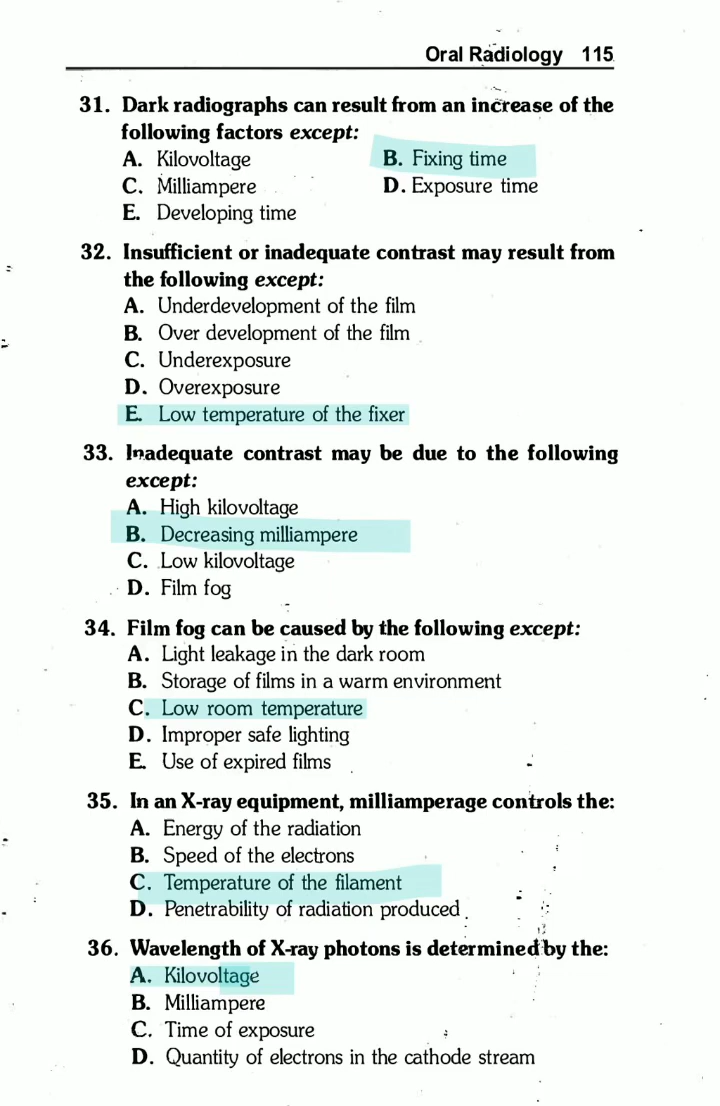 Oral Radiology 115
31. Dark radiographs can result from an increase of the
following factors except:
A. Kilovoltage B. Fixing time
C. Milliampere D. Exposure time
E. Developing time
32. Insufficient or inadequate contrast may result from
the following except:
A. Underdevelopment of the film
B. Over development of the film
C. Underexposure
D. Overexposure
E. Low temperature of the fixer
33. Inadequate contrast may be due to the following
except:
A. High kilovoltage
B. Decreasing milliampere
C. Low kilovoltage
D. Film fog
34. Film fog can be caused by the following except:
A. Light leakage in the dark room
B. Storage of films in a warm environment
C. Low room temperature
D. Improper safe lighting
E. Use of expired films
35. In an X-ray equipment, milliamperage controls the:
A. Energy of the radiation
B. Speed of the electrons
C. Temperature of the filament
D. Penetrability of radiation produced
36. Wavelength of X-ray photons is determined by the:
A. Kilovoltage
B. Milliampere
C. Time of exposure
D. Quantity of electrons in the cathode stream